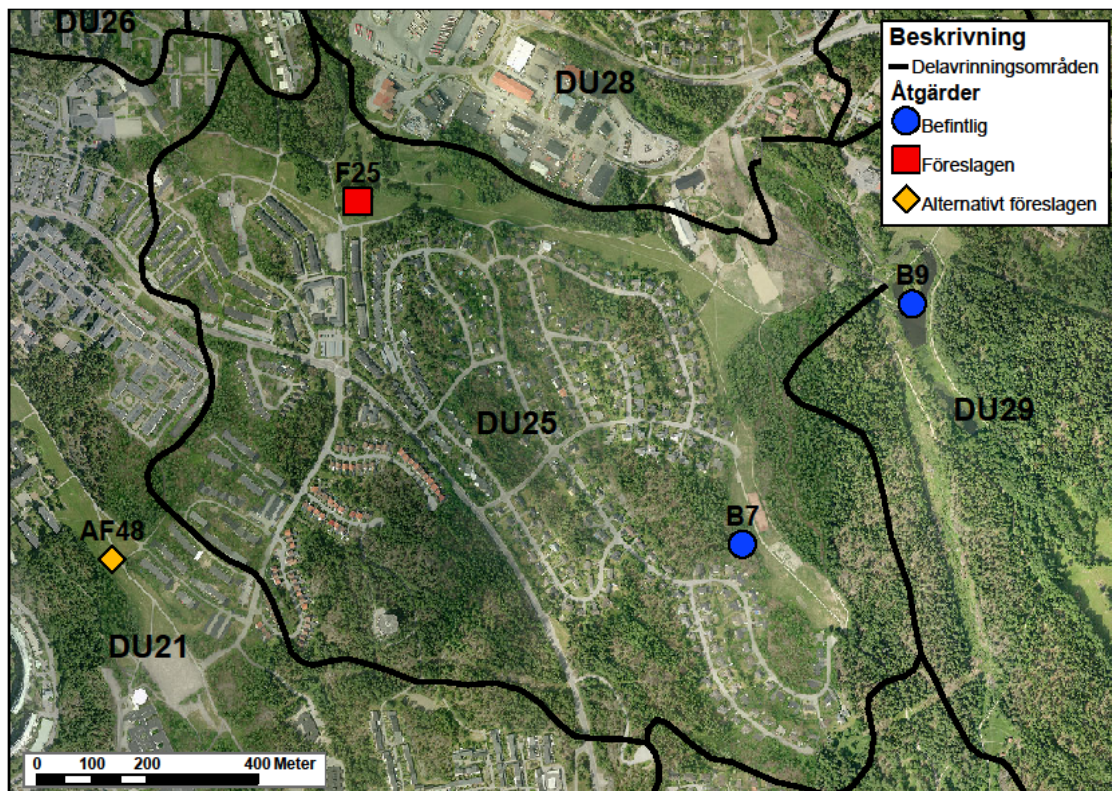 DU26
Beskrivning
Delavrinningsområden
Åtgärder
Befintlig
Föreslagen
Alternativt föreslagen
DU28
F25
B9
DU29
DU25
B7
AF48
DU21
0 100 200 400 Meter